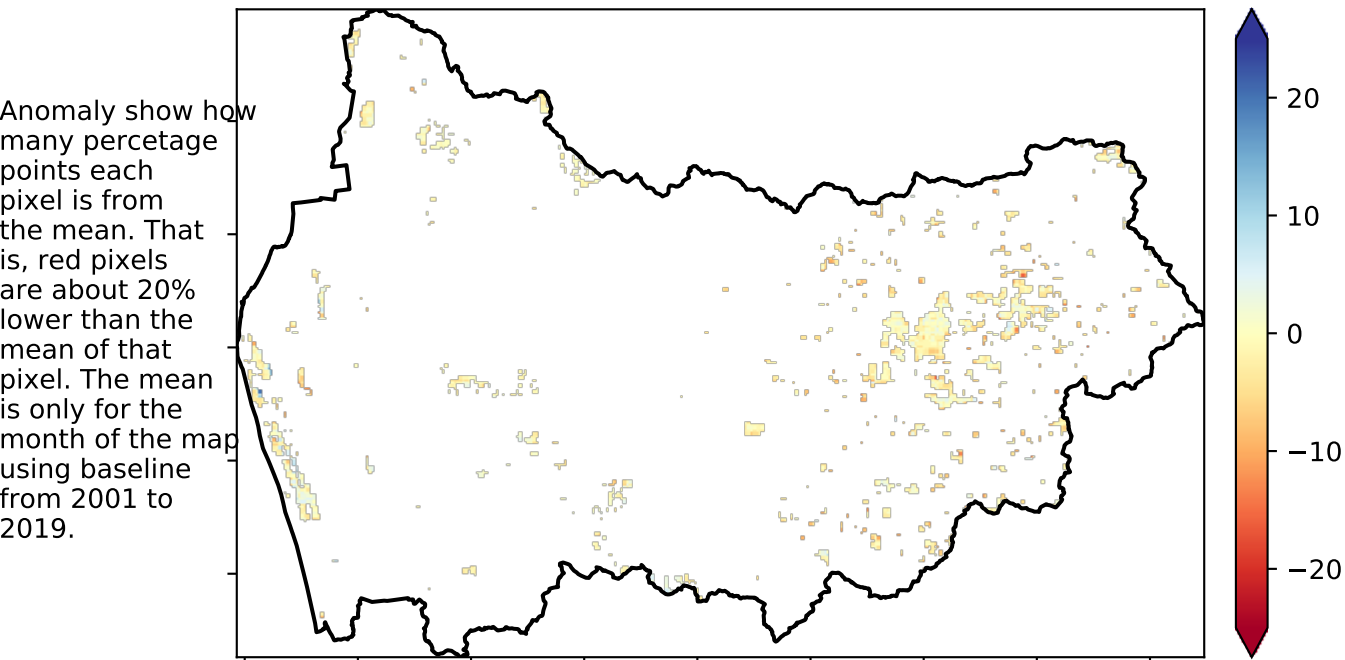 Anomaly show how
many percetage
points each
pixel is from
the mean. That
is, red pixels
are about 20%
lower than the
mean of that
pixel. The mean
is only for the
month of the map
using baseline
from 2001 to
2019.
20
10
0
−10
−20